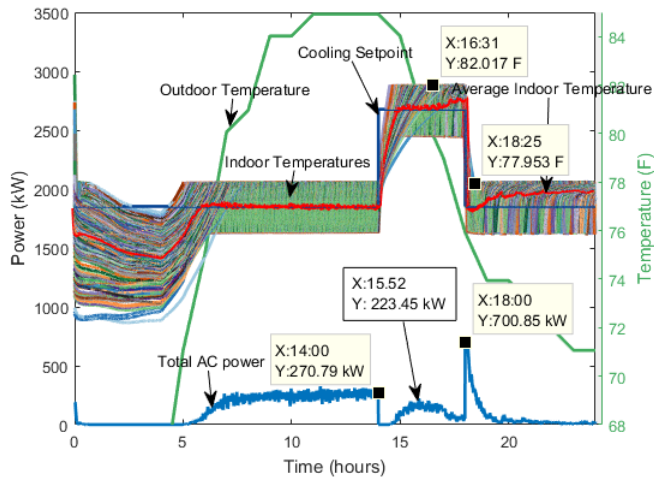 3500
3000
2500
2000
1500
1000
500
0
Power (kW)
0
5
10
15
20
Time (hours)
84
82
80
78
76
74
72
70
68
Temperature (F)
Cooling Setpoint
X:16:31
Y:82.017 F
Outdoor Temperature
Average Indoor Temperature
X:18:25
Y:77.953 F
Indoor Temperatures
X:15.52
Y: 223.45 kW
X:18:00
Y:700.85 kW
Total AC power
X:14:00
Y:270.79 kW